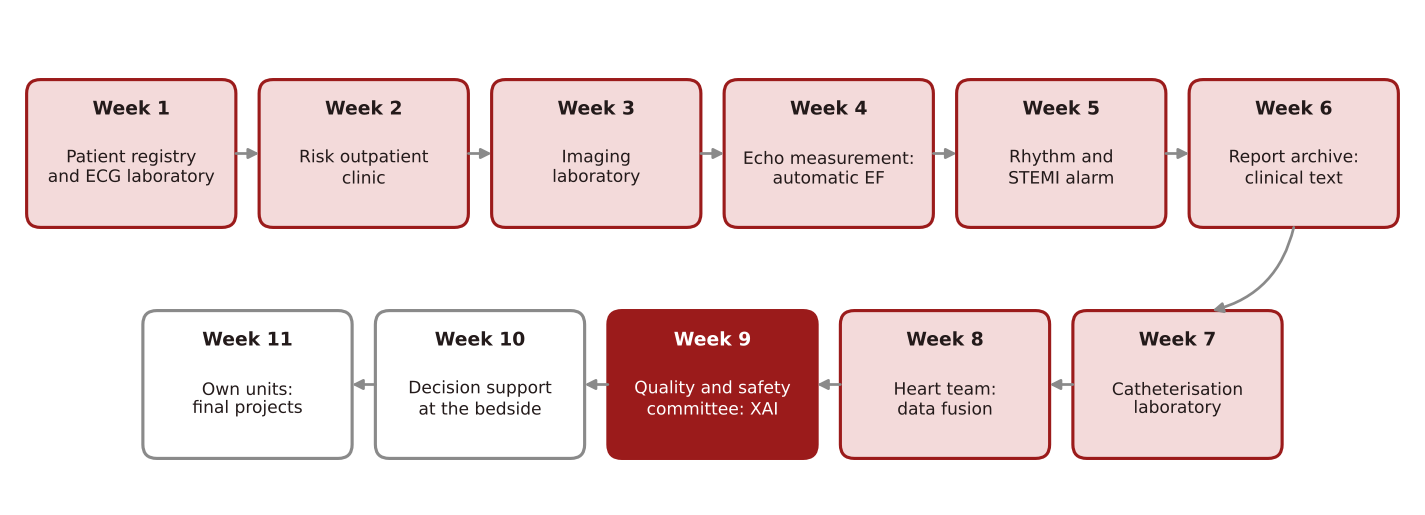 Week 1
Patient registry
and ECG laboratory
Week 2
Risk outpatient
clinic
Week 3
Imaging
laboratory
Week 4
Echo measurement:
automatic EF
Week 5
Rhythm and
STEMI alarm
Week 6
Report archive:
clinical text
Week 7
Catheterisation
laboratory
Week 8
Heart team:
data fusion
Week 9
Quality and safety
committee: XAI
Week 10
Decision support
at the bedside
Week 11
Own units:
final projects